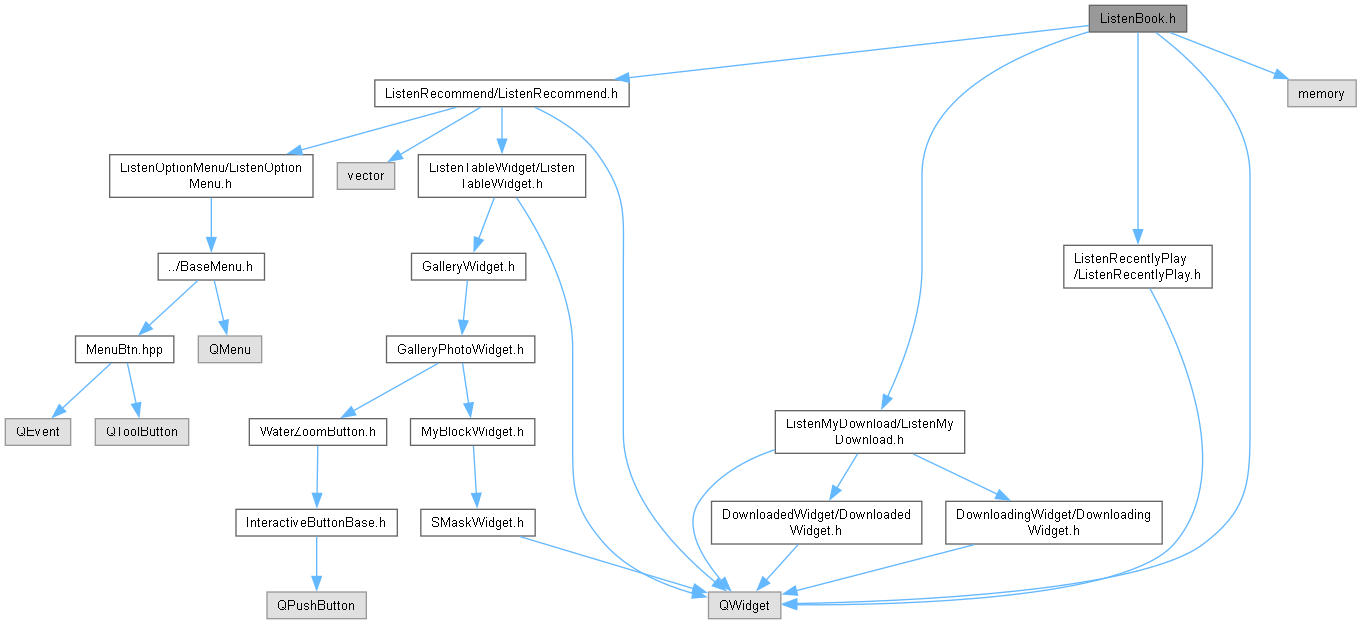 ListenBook.h
ListenRecommend/ListenRecommend.h
memory
ListenOptionMenu/ListenOption
Menu.h
vector
ListenTableWidget/Listen
TableWidget.h
../BaseMenu.h
GalleryWidget.h
ListenRecentlyPlay
/ListenRecentlyPlay.h
MenuBtn.hpp
QMenu
GalleryPhotoWidget.h
QEvent
QToolButton
WaterZoomButton.h
MyBlockWidget.h
ListenMyDownload/ListenMy
Download.h
InteractiveButtonBase.h
SMaskWidget.h
DownloadedWidget/Downloaded
Widget.h
DownloadingWidget/Downloading
Widget.h
QPushButton
QWidget